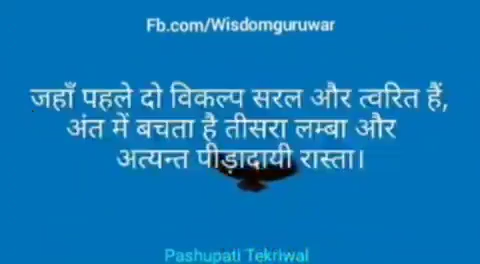 Fb.com/Wisdomguruwar
जहाँ पहले दो विकल्प सरल और त्वरित हैं,
अंत में बचता है तीसरा लम्बा और
अत्यन्त पीड़ादायी रास्ता।
Pashupati Tekriwal